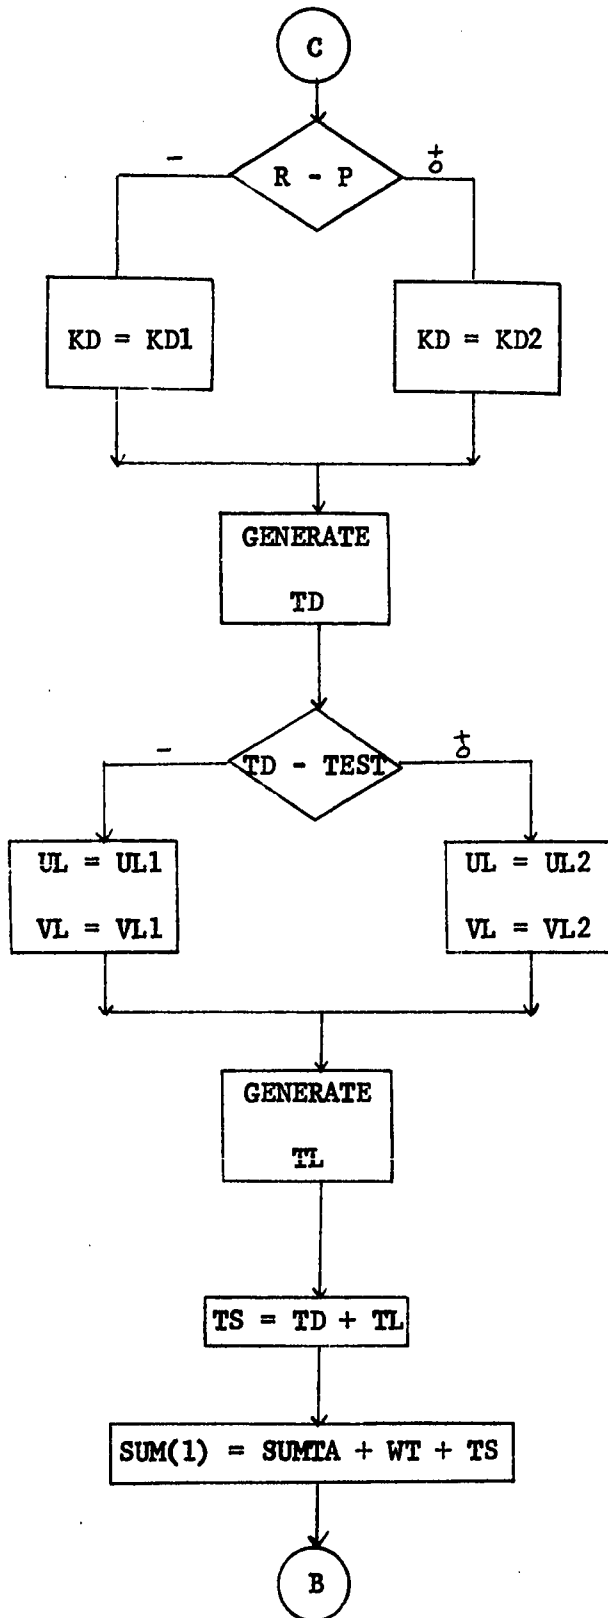 C
-
+
0
R - P
KD = KD1
KD = KD2
GENERATE
TD
-
+
0
TD - TEST
UL = UL1
VL = VL1
UL = UL2
VL = VL2
GENERATE
TL
TS = TD + TL
SUM(1) = SUMTA + WT + TS
B